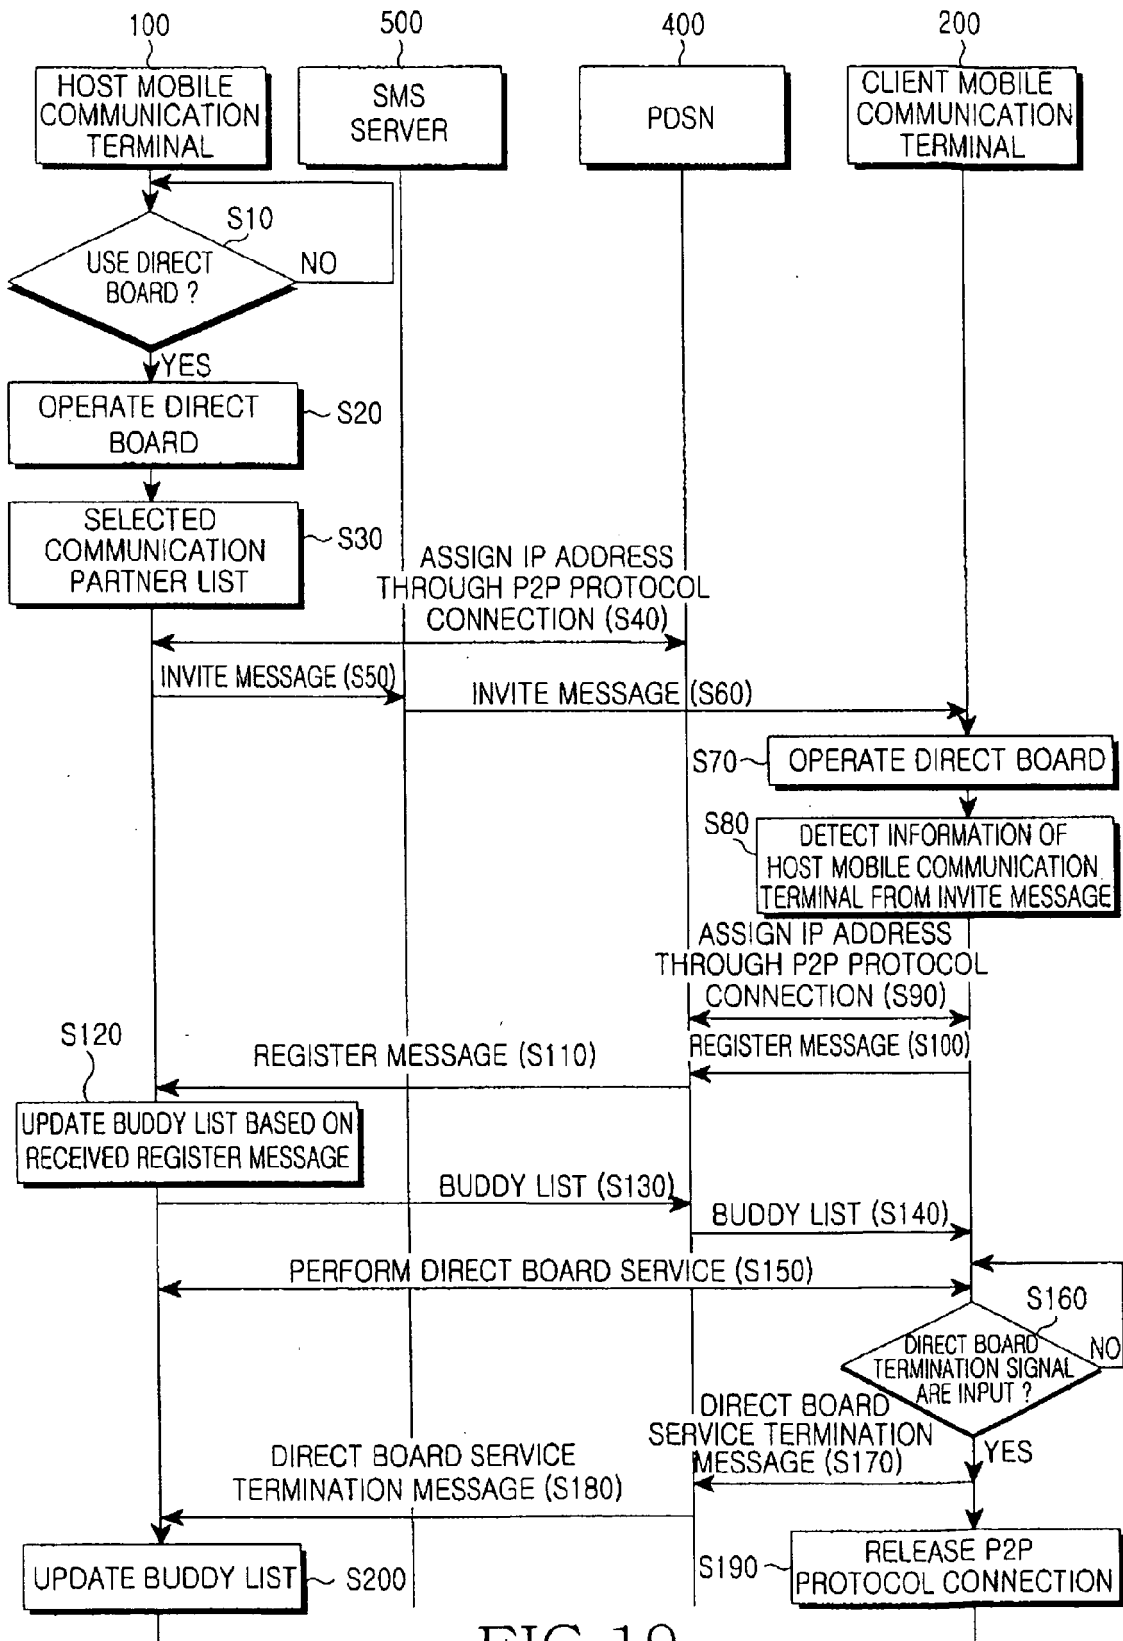 100
500
400
200
HOST MOBILE
COMMUNICATION
TERMINAL
SMS
SERVER
PDSN
CLIENT MOBILE
COMMUNICATION
TERMINAL
S10
USE DIRECT
BOARD ?
NO
YES
OPERATE DIRECT
BOARD
S20
SELECTED
COMMUNICATION
PARTNER LIST
S30
ASSIGN IP ADDRESS
THROUGH P2P PROTOCOL
CONNECTION (S40)
INVITE MESSAGE (S50)
INVITE MESSAGE (S60)
S70
OPERATE DIRECT BOARD
S80
DETECT INFORMATION OF
HOST MOBILE COMMUNICATION
TERMINAL FROM INVITE MESSAGE
ASSIGN IP ADDRESS
THROUGH P2P PROTOCOL
CONNECTION (S90)
REGISTER MESSAGE (S100)
REGISTER MESSAGE (S110)
S120
UPDATE BUDDY LIST BASED ON
RECEIVED REGISTER MESSAGE
BUDDY LIST (S130)
BUDDY LIST (S140)
PERFORM DIRECT BOARD SERVICE (S150)
S160
DIRECT BOARD
TERMINATION SIGNAL
ARE INPUT ?
NO
YES
DIRECT BOARD
SERVICE TERMINATION
MESSAGE (S170)
DIRECT BOARD SERVICE
TERMINATION MESSAGE (S180)
S190
RELEASE P2P
PROTOCOL CONNECTION
UPDATE BUDDY LIST
S200
FIG.19